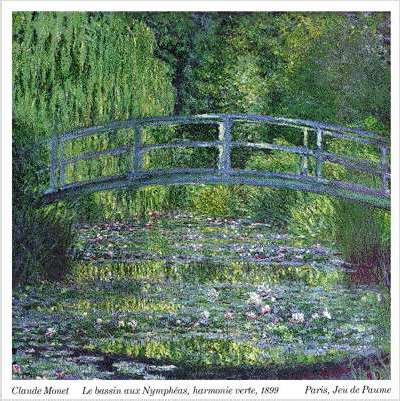 Claude Monet Le bassin aux Nymphéas, harmonie verte, 1899 Paris, Jeu de Paume